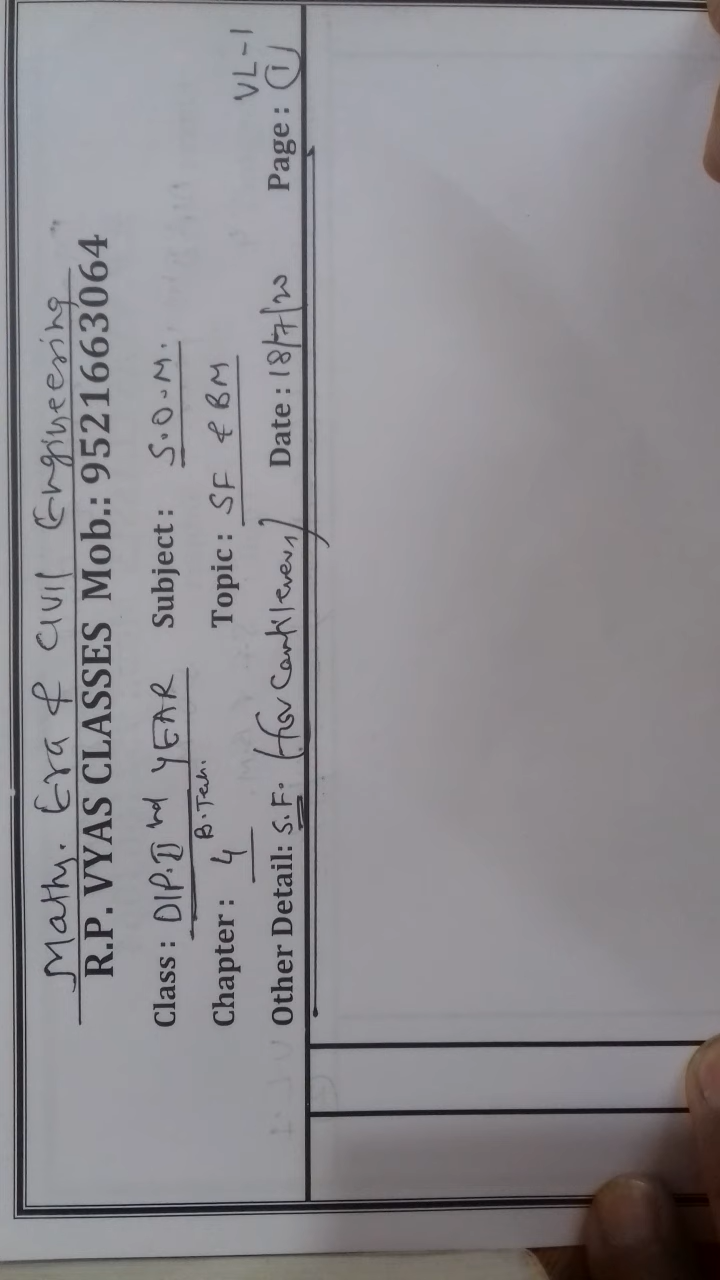 Mathy. Era & Civil Engineering
R.P. VYAS CLASSES Mob.: 9521663064
Class : DIP. II nd YEAR Subject : S.O.M.
B.Tech.
Chapter : 4 Topic : SF & BM
VL-1
Other Detail: S.F. (for Cantilevers) Date : 18/7/20 Page : 1